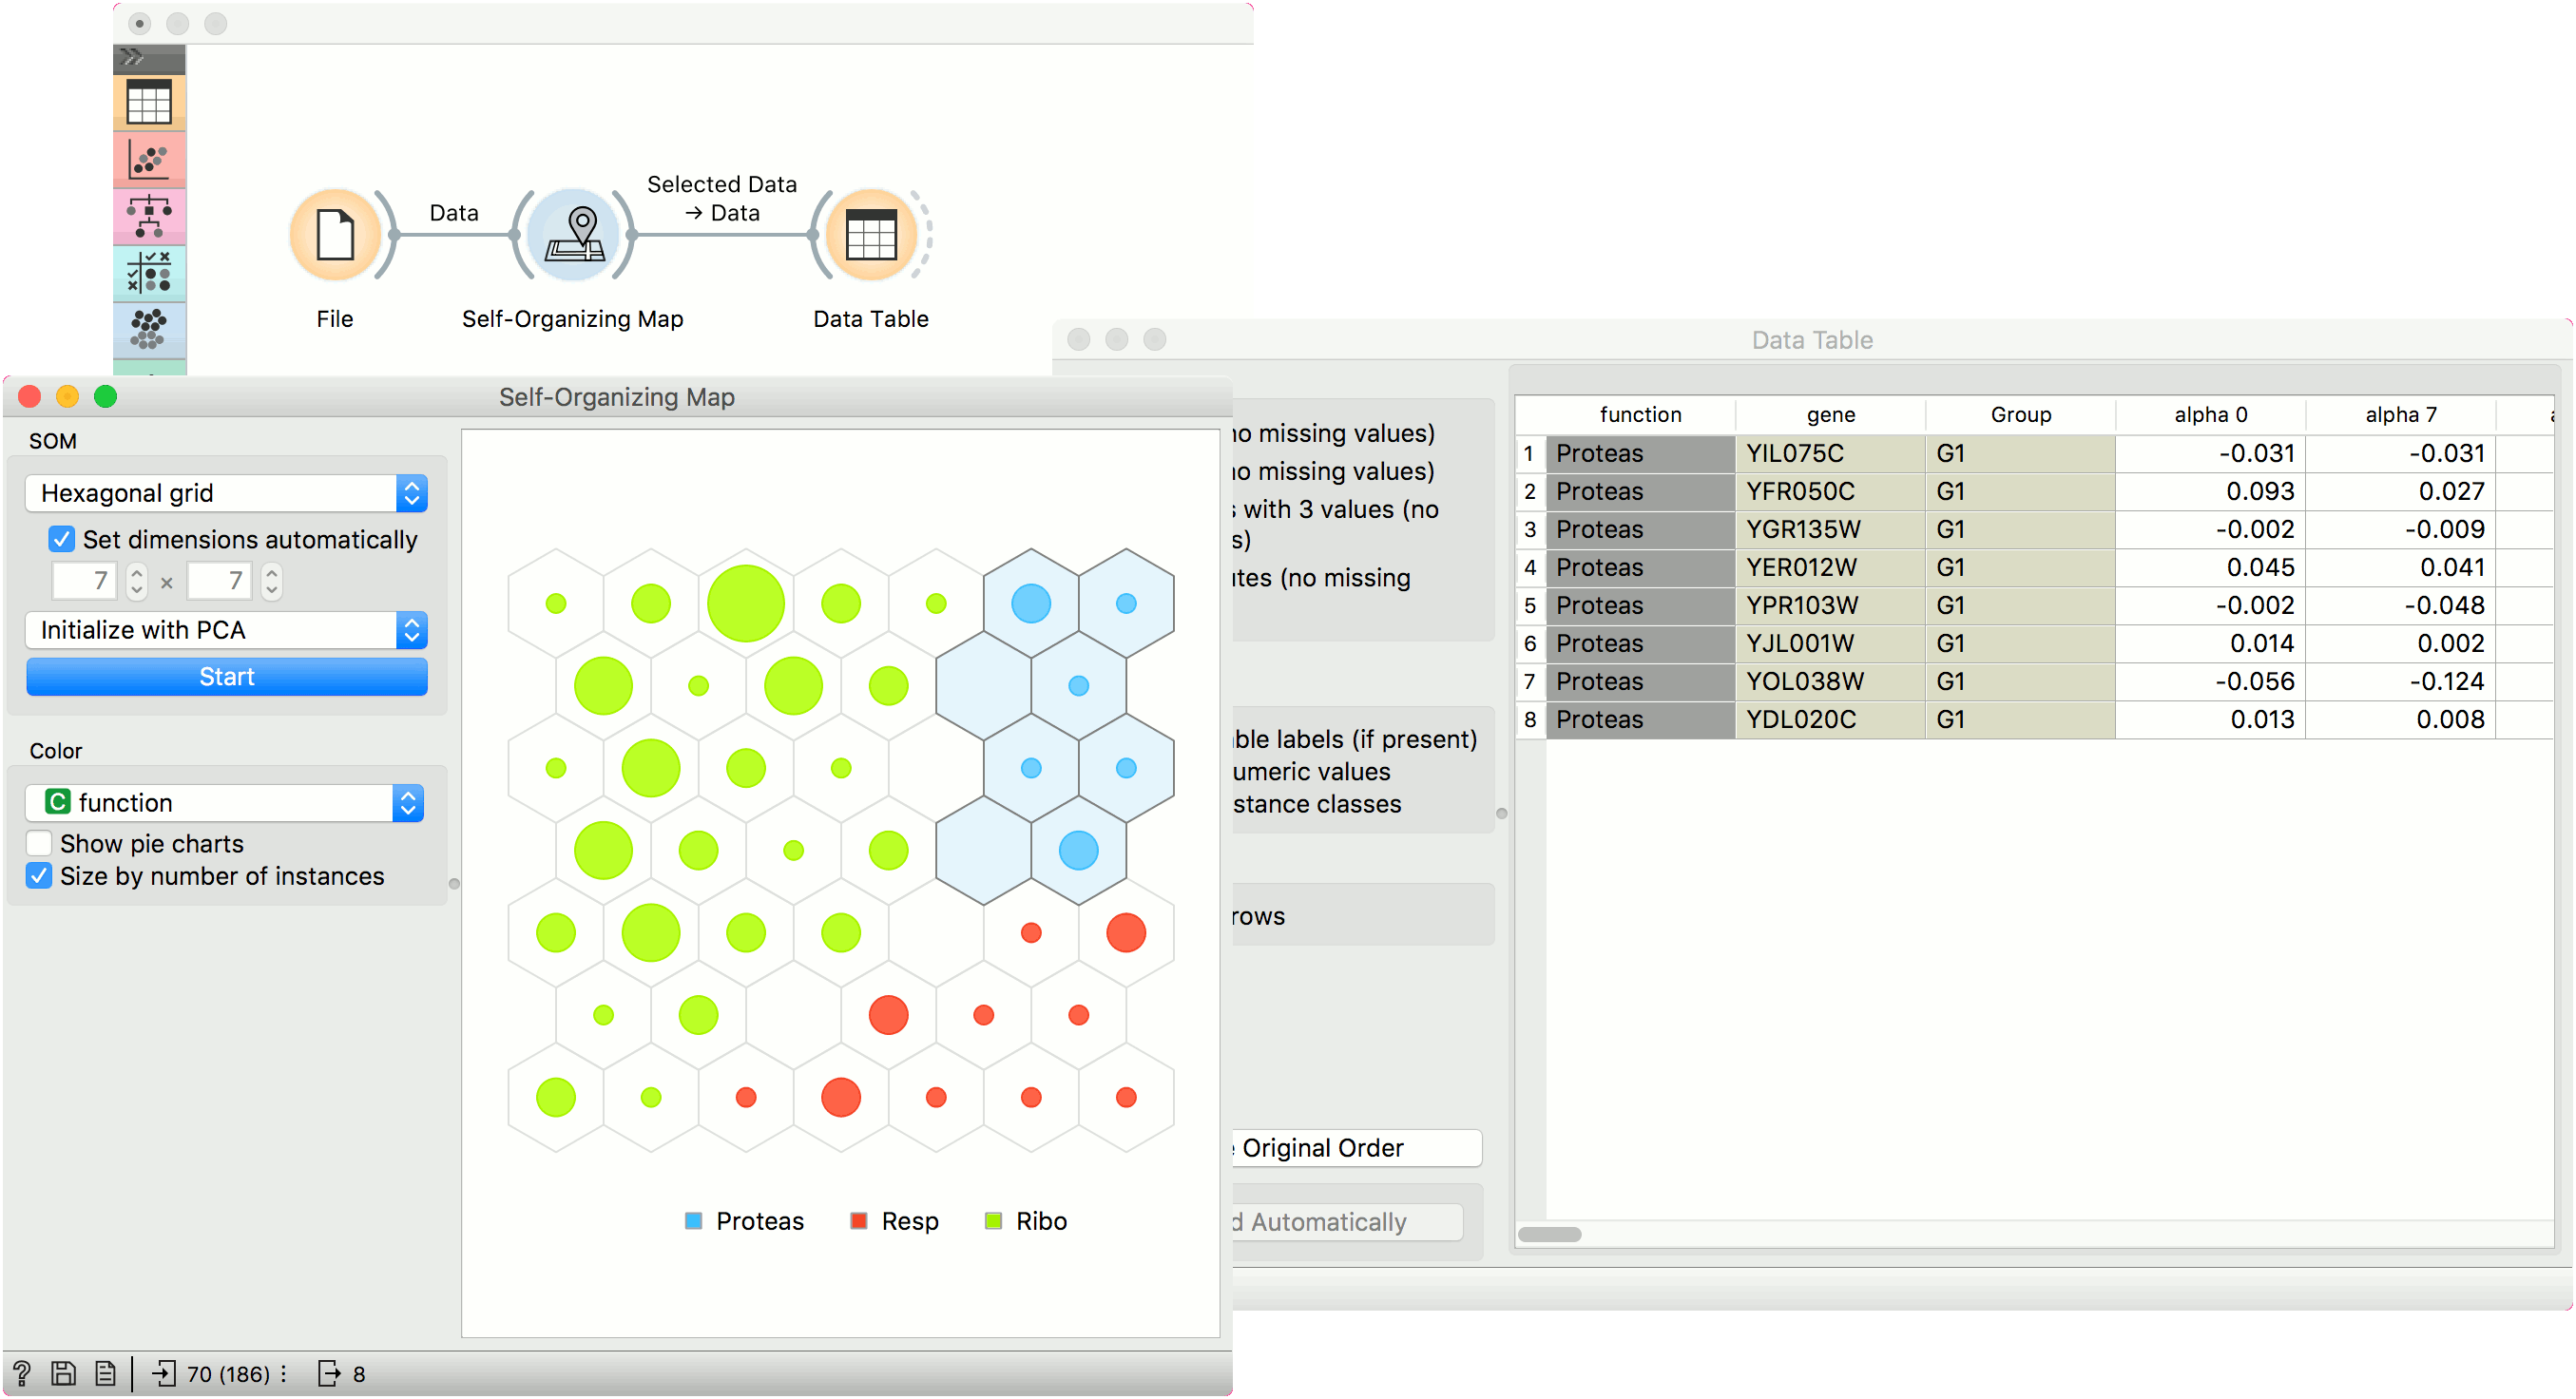 Data
Selected Data
→ Data
File
Self-Organizing Map
Data Table
Self-Organizing Map
SOM
Hexagonal grid
Set dimensions automatically
7 × 7
Initialize with PCA
Start
Color
C function
Show pie charts
Size by number of instances
Proteas Resp Ribo
? 70 (186) : 8
Data Table
no missing values)
no missing values)
with 3 values (no
s)
(no missing
labels (if present)
numeric values
classes
rows
Original Order
Automatically
function gene Group alpha 0 alpha 7
1 Proteas YIL075C G1 -0.031 -0.031
2 Proteas YFR050C G1 0.093 0.027
3 Proteas YGR135W G1 -0.002 -0.009
4 Proteas YER012W G1 0.045 0.041
5 Proteas YPR103W G1 -0.002 -0.048
6 Proteas YJL001W G1 0.014 0.002
7 Proteas YOL038W G1 -0.056 -0.124
8 Proteas YDL020C G1 0.013 0.008